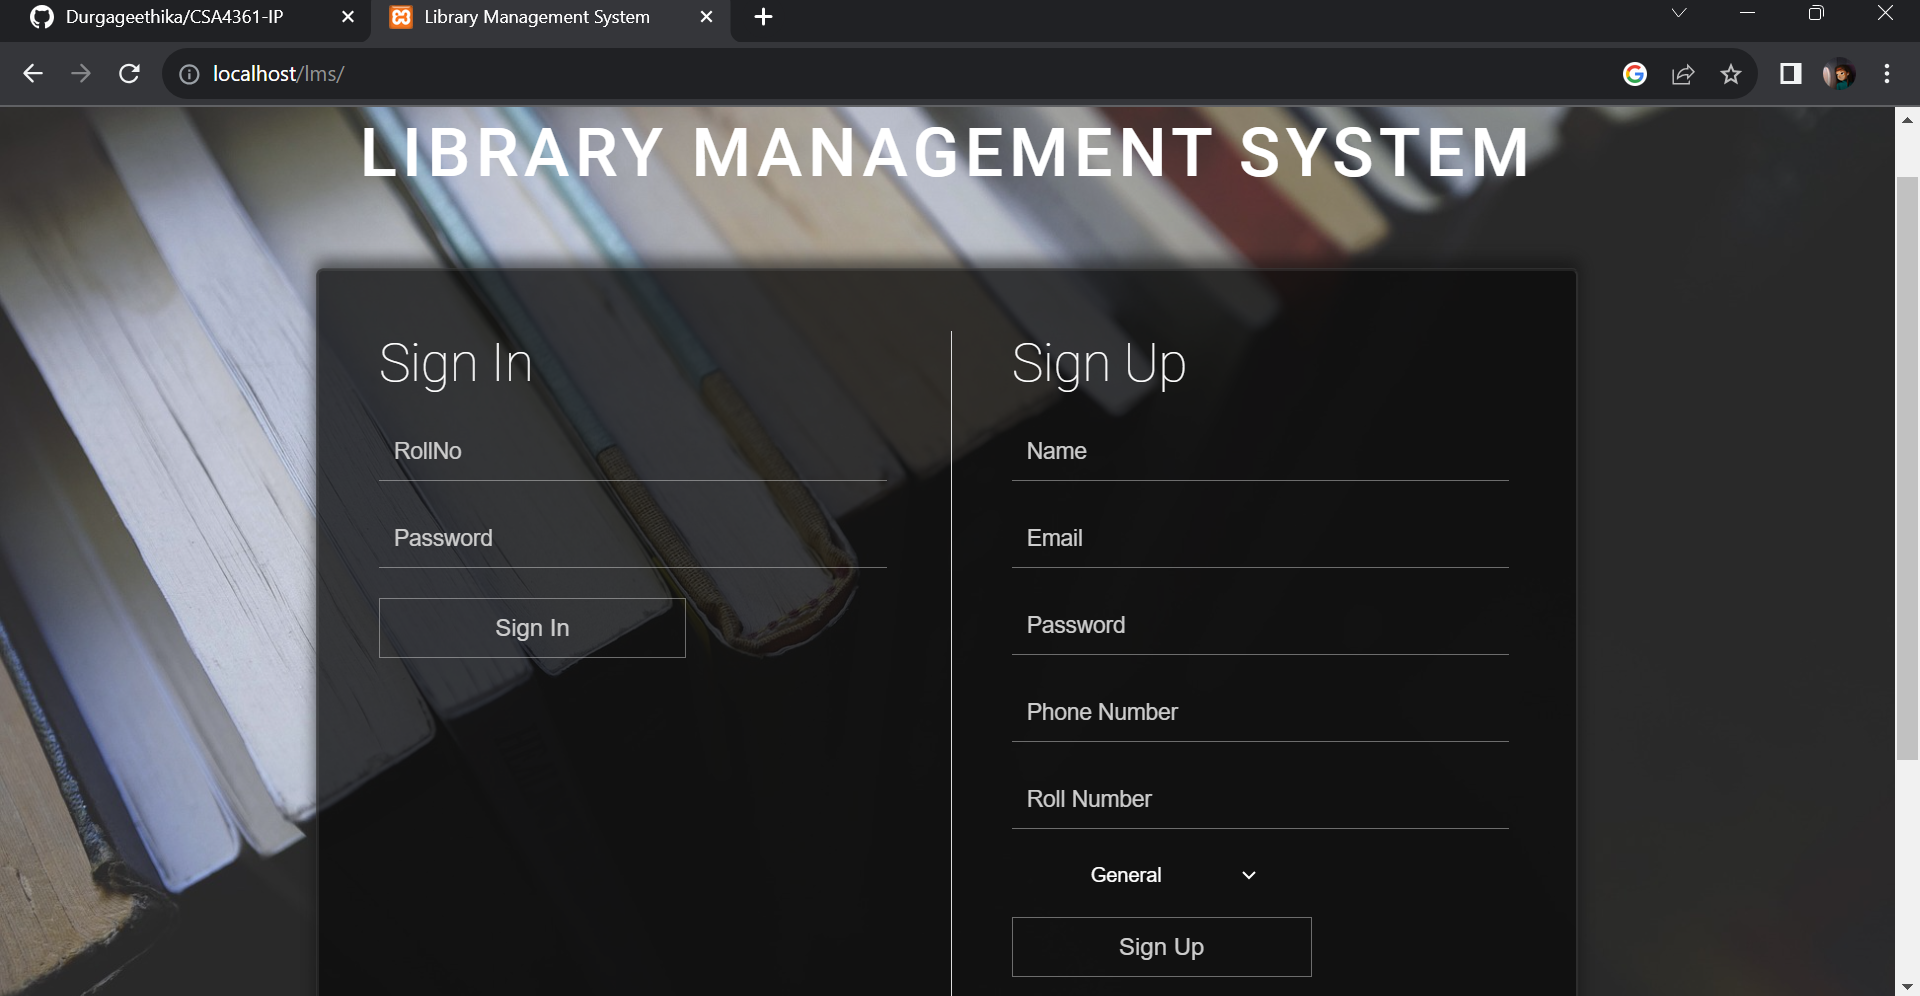 Durgageethika/CSA4361-IP
Library Management System
localhost/lms/
LIBRARY MANAGEMENT SYSTEM
Sign In
RollNo
Password
Sign In
Sign Up
Name
Email
Password
Phone Number
Roll Number
General
Sign Up